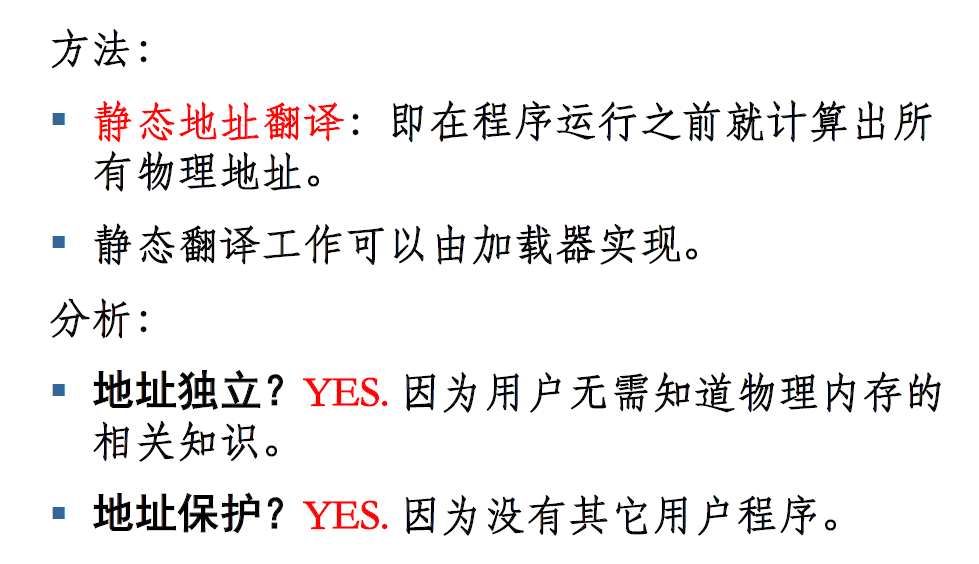 方法：
▪ 静态地址翻译：即在程序运行之前就计算出所
有物理地址。
▪ 静态翻译工作可以由加载器实现。
分析：
▪ 地址独立？YES. 因为用户无需知道物理内存的
相关知识。
▪ 地址保护？YES. 因为没有其它用户程序。